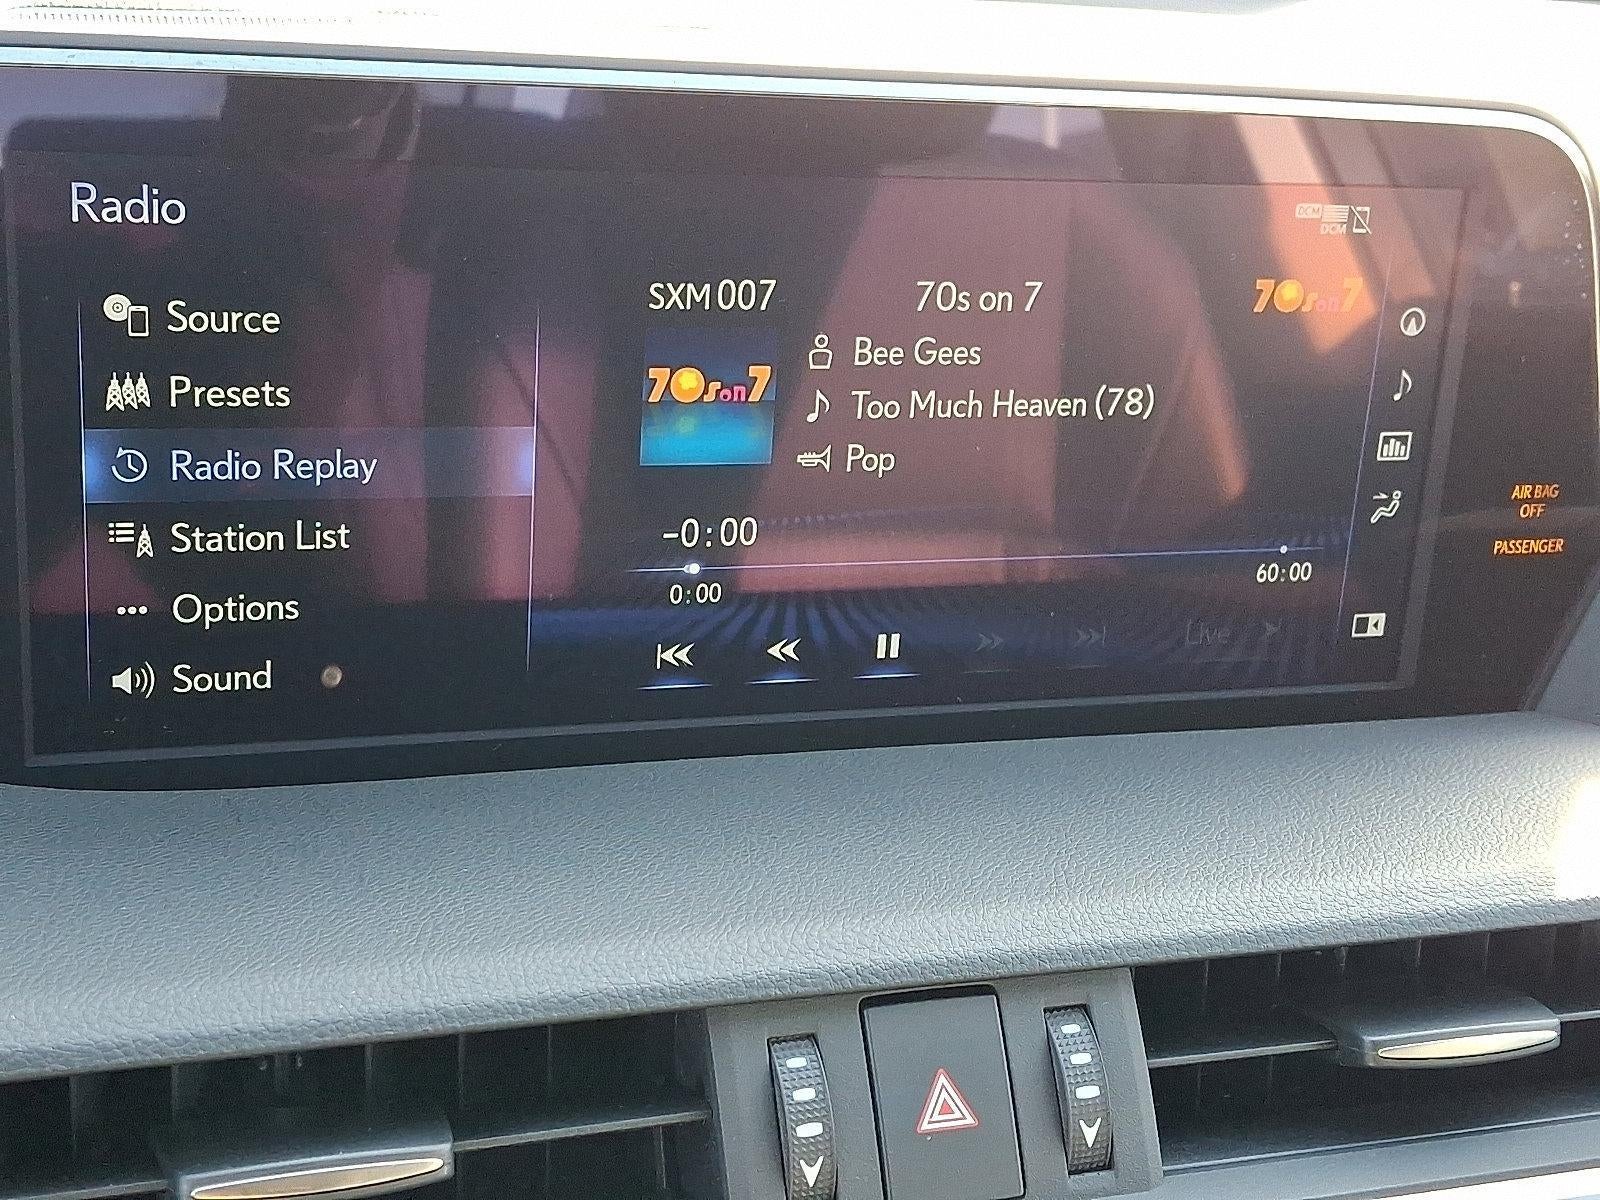 Radio
DCM
DCM
Source
Presets
Radio Replay
Station List
Options
Sound
SXM 007
70s on 7
70s on 7
70s on 7
Bee Gees
Too Much Heaven (78)
Pop
-0:00
0:00
60:00
Live
AIR BAG
OFF
PASSENGER